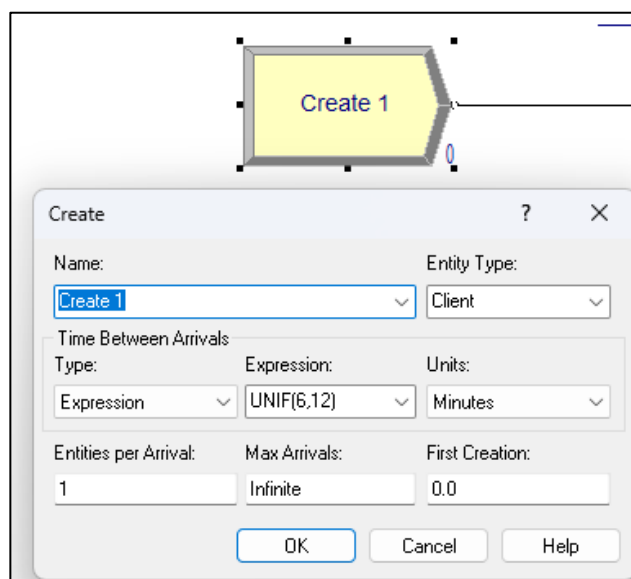 Create 1
0
Create ? ×
Name: Entity Type:
Create 1 Client
Time Between Arrivals
Type: Expression: Units:
Expression UNIF(6,12) Minutes
Entities per Arrival: Max Arrivals: First Creation:
1 Infinite 0.0
OK Cancel Help